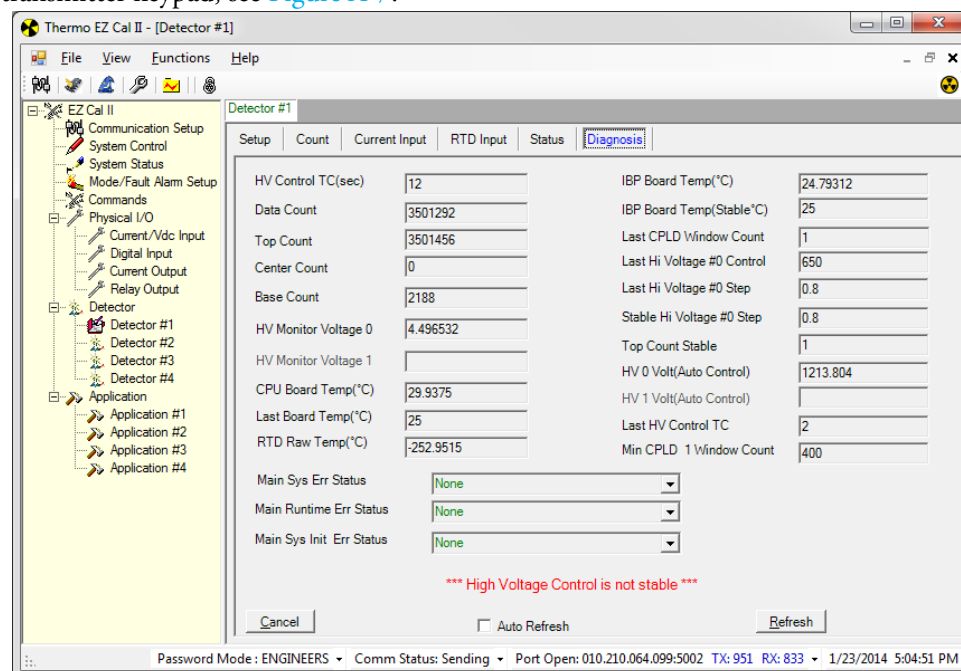 transmitter keypad, see
Thermo EZ Cal II - [Detector #1]
File View Functions Help
EZ Cal II
Communication Setup
System Control
System Status
Mode/Fault Alarm Setup
Commands
Physical I/O
Current/Vdc Input
Digital Input
Current Output
Relay Output
Detector
Detector #1
Detector #2
Detector #3
Detector #4
Application
Application #1
Application #2
Application #3
Application #4
Detector #1
Setup Count Current Input RTD Input Status Diagnosis
HV Control TC(sec) 12
Data Count 3501292
Top Count 3501456
Center Count 0
Base Count 2188
HV Monitor Voltage 0 4.496532
HV Monitor Voltage 1
CPU Board Temp(°C) 29.9375
Last Board Temp(°C) 25
RTD Raw Temp(°C) -252.9515
IBP Board Temp(°C) 24.79312
IBP Board Temp(Stable°C) 25
Last CPLD Window Count 1
Last Hi Voltage #0 Control 650
Last Hi Voltage #0 Step 0.8
Stable Hi Voltage #0 Step 0.8
Top Count Stable 1
HV 0 Volt(Auto Control) 1213.804
HV 1 Volt(Auto Control)
Last HV Control TC 2
Min CPLD 1 Window Count 400
Main Sys Err Status None
Main Runtime Err Status None
Main Sys Init Err Status None
*** High Voltage Control is not stable ***
Cancel Auto Refresh Refresh
Password Mode : ENGINEERS Comm Status: Sending Port Open: 010.210.064.099:5002 TX: 951 RX: 833 1/23/2014 5:04:51 PM